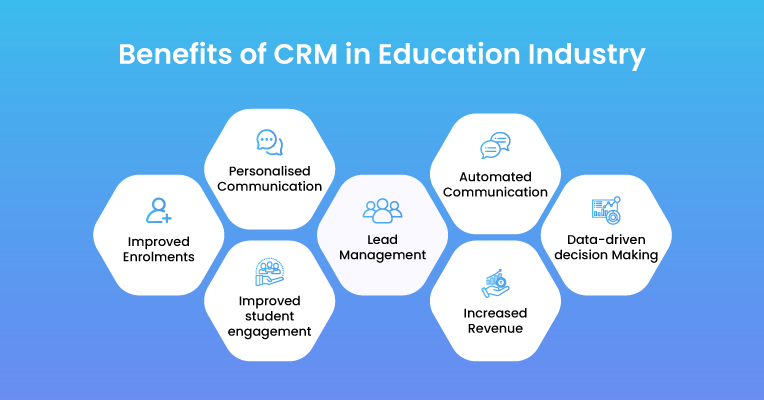 Benefits of CRM in Education Industry
Personalised
Communication
Automated
Communication
Improved
Enrolments
Lead
Management
Data-driven
decision Making
Improved
student
engagement
Increased
Revenue